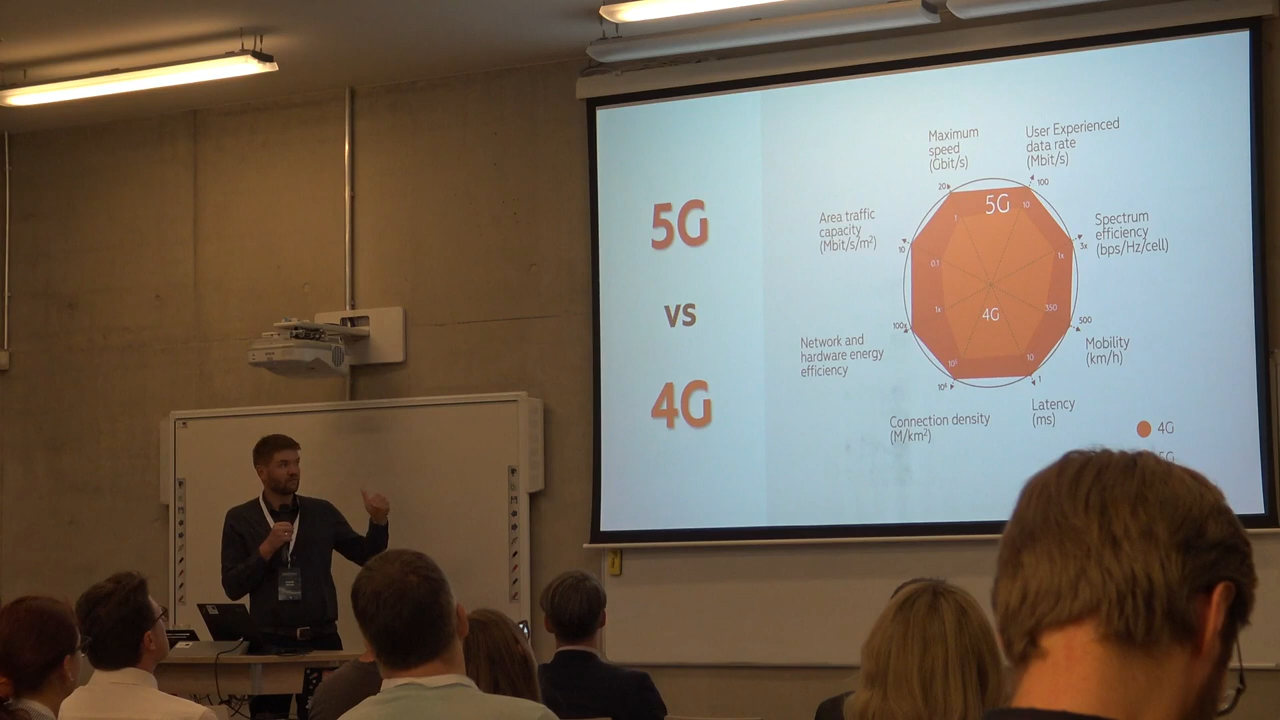 5G
vs
4G
Maximum
speed
(Gbit/s)
User Experienced
data rate
(Mbit/s)
Area traffic
capacity
(Mbit/s/m²)
Spectrum
efficiency
(bps/Hz/cell)
Network and
hardware energy
efficiency
Mobility
(km/h)
Connection density
(M/km²)
Latency
(ms)
20
100
5G
1
10
10
3x
0.1
1x
1x
4G
350
100x
500
10⁵
10
10⁶
1
4G
5G